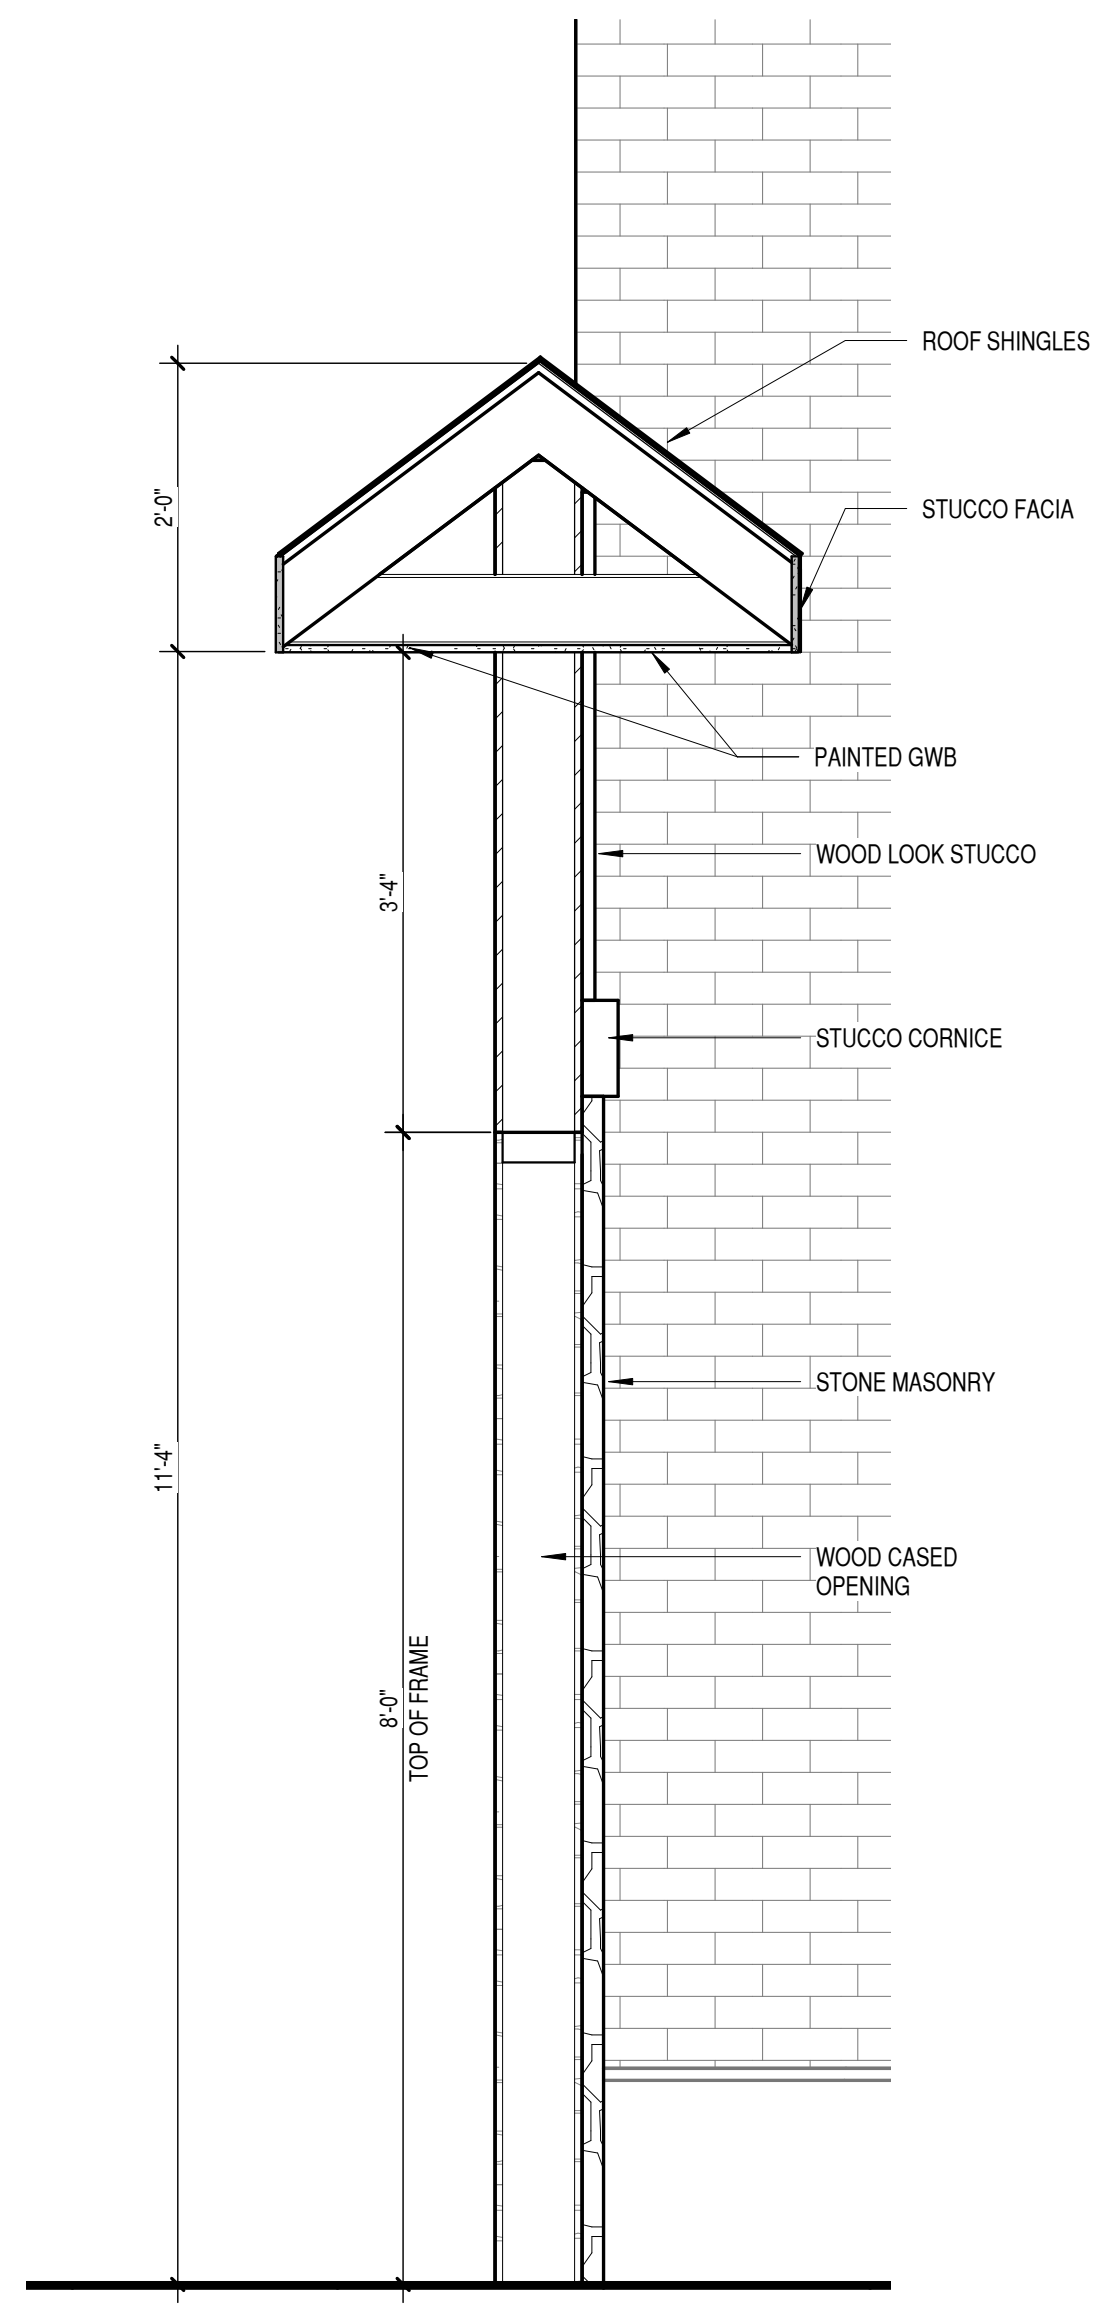 ROOF SHINGLES
2'-0"
STUCCO FACIA
PAINTED GWB
WOOD LOOK STUCCO
3'-4"
STUCCO CORNICE
STONE MASONRY
11'-4"
WOOD CASED
OPENING
8'-0"
TOP OF FRAME